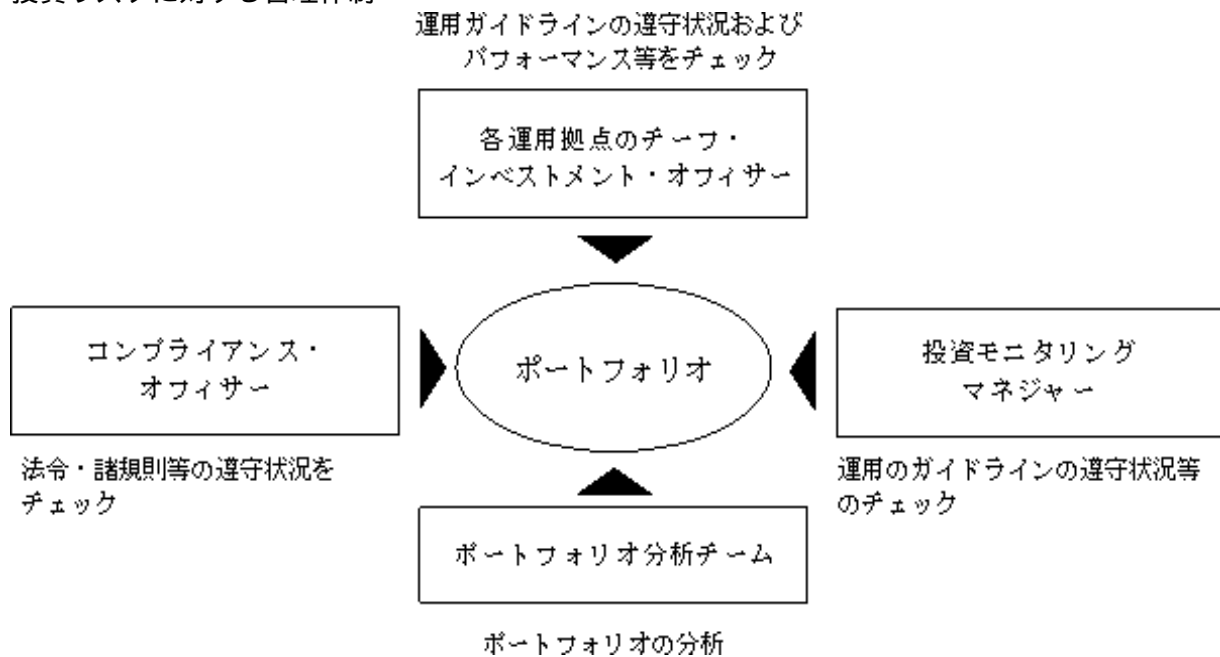 運用ガイドラインの遵守状況および
パフォーマンス等をチェック
各運用拠点のチーフ・
インベストメント・オフィサー
コンプライアンス・
オフィサー
ポートフォリオ
投資モニタリング
マネジャー
法令・諸規則等の遵守状況を
チェック
運用のガイドラインの遵守状況等
のチェック
ポートフォリオ分析チーム
ポートフォリオの分析